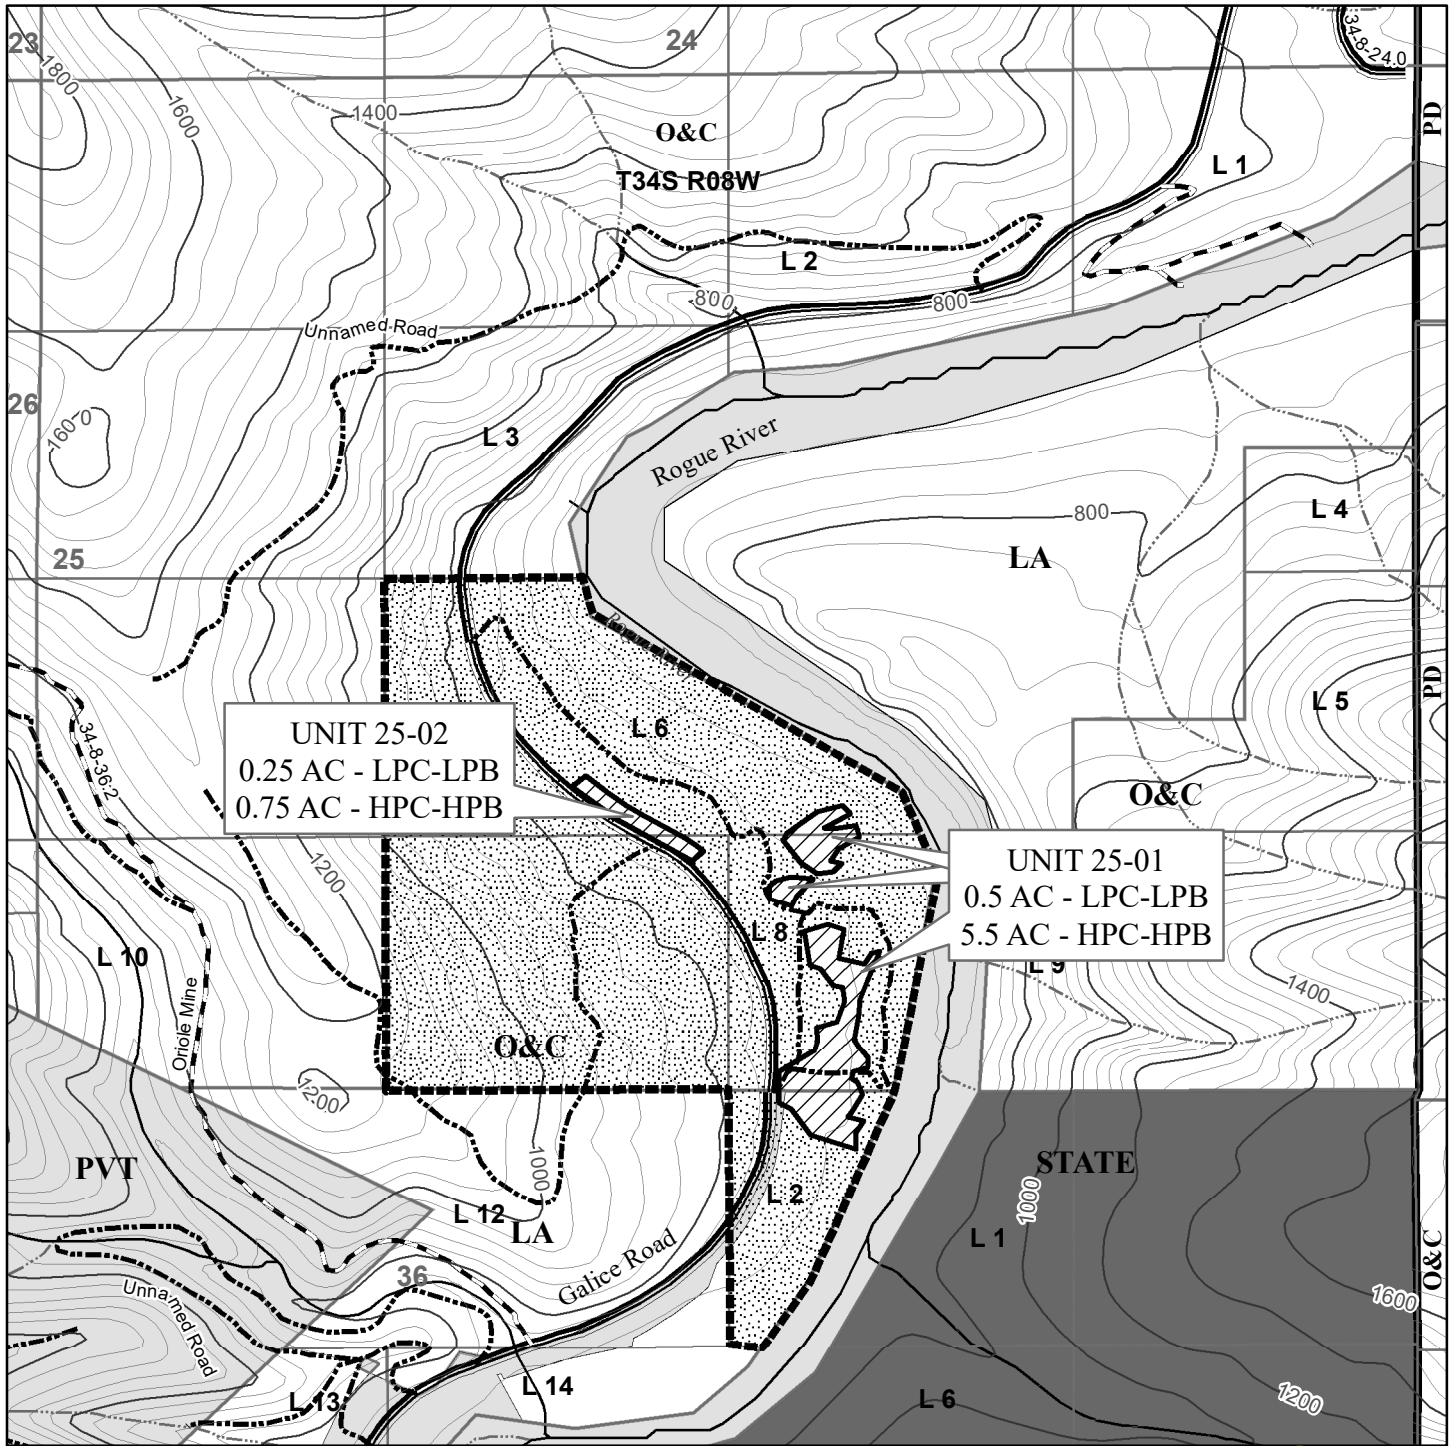 23
24
34-8-24.0
1800
1600
1400
O&C
PD
L 1
T34S R08W
L 2
800
800
Unnamed Road
26
1600
L 3
Rogue River
L 4
800
LA
25
PD
L 5
L 6
UNIT 25-02
0.25 AC - LPC-LPB
0.75 AC - HPC-HPB
34-8-36.2
O&C
UNIT 25-01
0.5 AC - LPC-LPB
5.5 AC - HPC-HPB
1200
L 8
L 10
L 9
1400
Oriole Mine
O&C
1200
PVT
STATE
1000
1000
L 2
L 12
LA
L 1
Galice Road
O&C
36
Unnamed Road
1600
L 13
L 14
L 6
1200